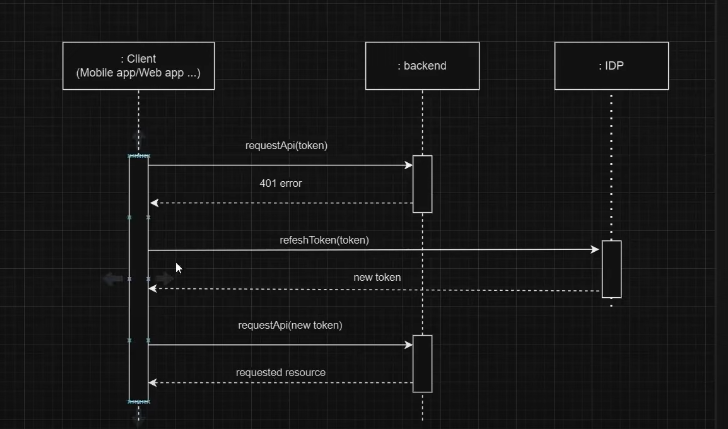 : Client
(Mobile app/Web app ...)
: backend
: IDP
requestApi(token)
401 error
refeshToken(token)
new token
requestApi(new token)
requested resource